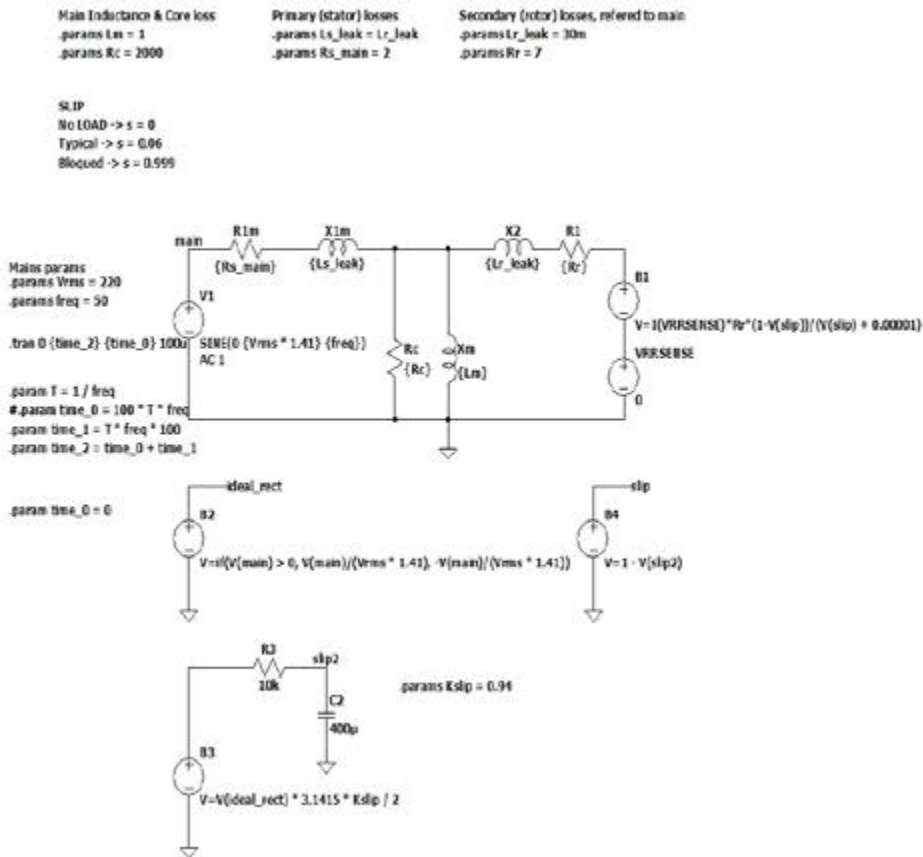 Main Inductance & Core loss
.params Lm = 1
.params Rc = 2000
Primary (stator) losses
.params Ls_leak = Lr_leak
.params Rs_main = 2
Secondary (rotor) losses, refered to main
.params Lr_leak = 30m
.params Rr = 7
SLIP
No LOAD -> s = 0
Typical -> s = 0.06
Bloqued -> s = 0.999
main
R1m
{Rs_main}
X1m
{Ls_leak}
X2
{Lr_leak}
R1
{Rr}
Mains params
.params Vrms = 220
.params freq = 50
V1
SINE(0 {Vrms * 1.41} {freq})
AC 1
.tran 0 {time_2} {time_0} 100u
Rc
{Rc}
Xm
{Lm}
B1
V=I(VRRSENSE)*Rr*(1-V(slip))/(V(slip) + 0.00001)
VRRSENSE
0
.param T = 1 / freq
#.param time_0 = 100 * T * freq
.param time_1 = T * freq * 100
.param time_2 = time_0 + time_1
.param time_0 = 0
ideal_rect
B2
V=if(V(main) > 0, V(main)/(Vrms * 1.41), -V(main)/(Vrms * 1.41))
slip
B4
V=1 - V(slip2)
R3
10k
slip2
C2
400µ
.params Kslip = 0.94
B3
V=V(ideal_rect) * 3.1415 * Kslip / 2